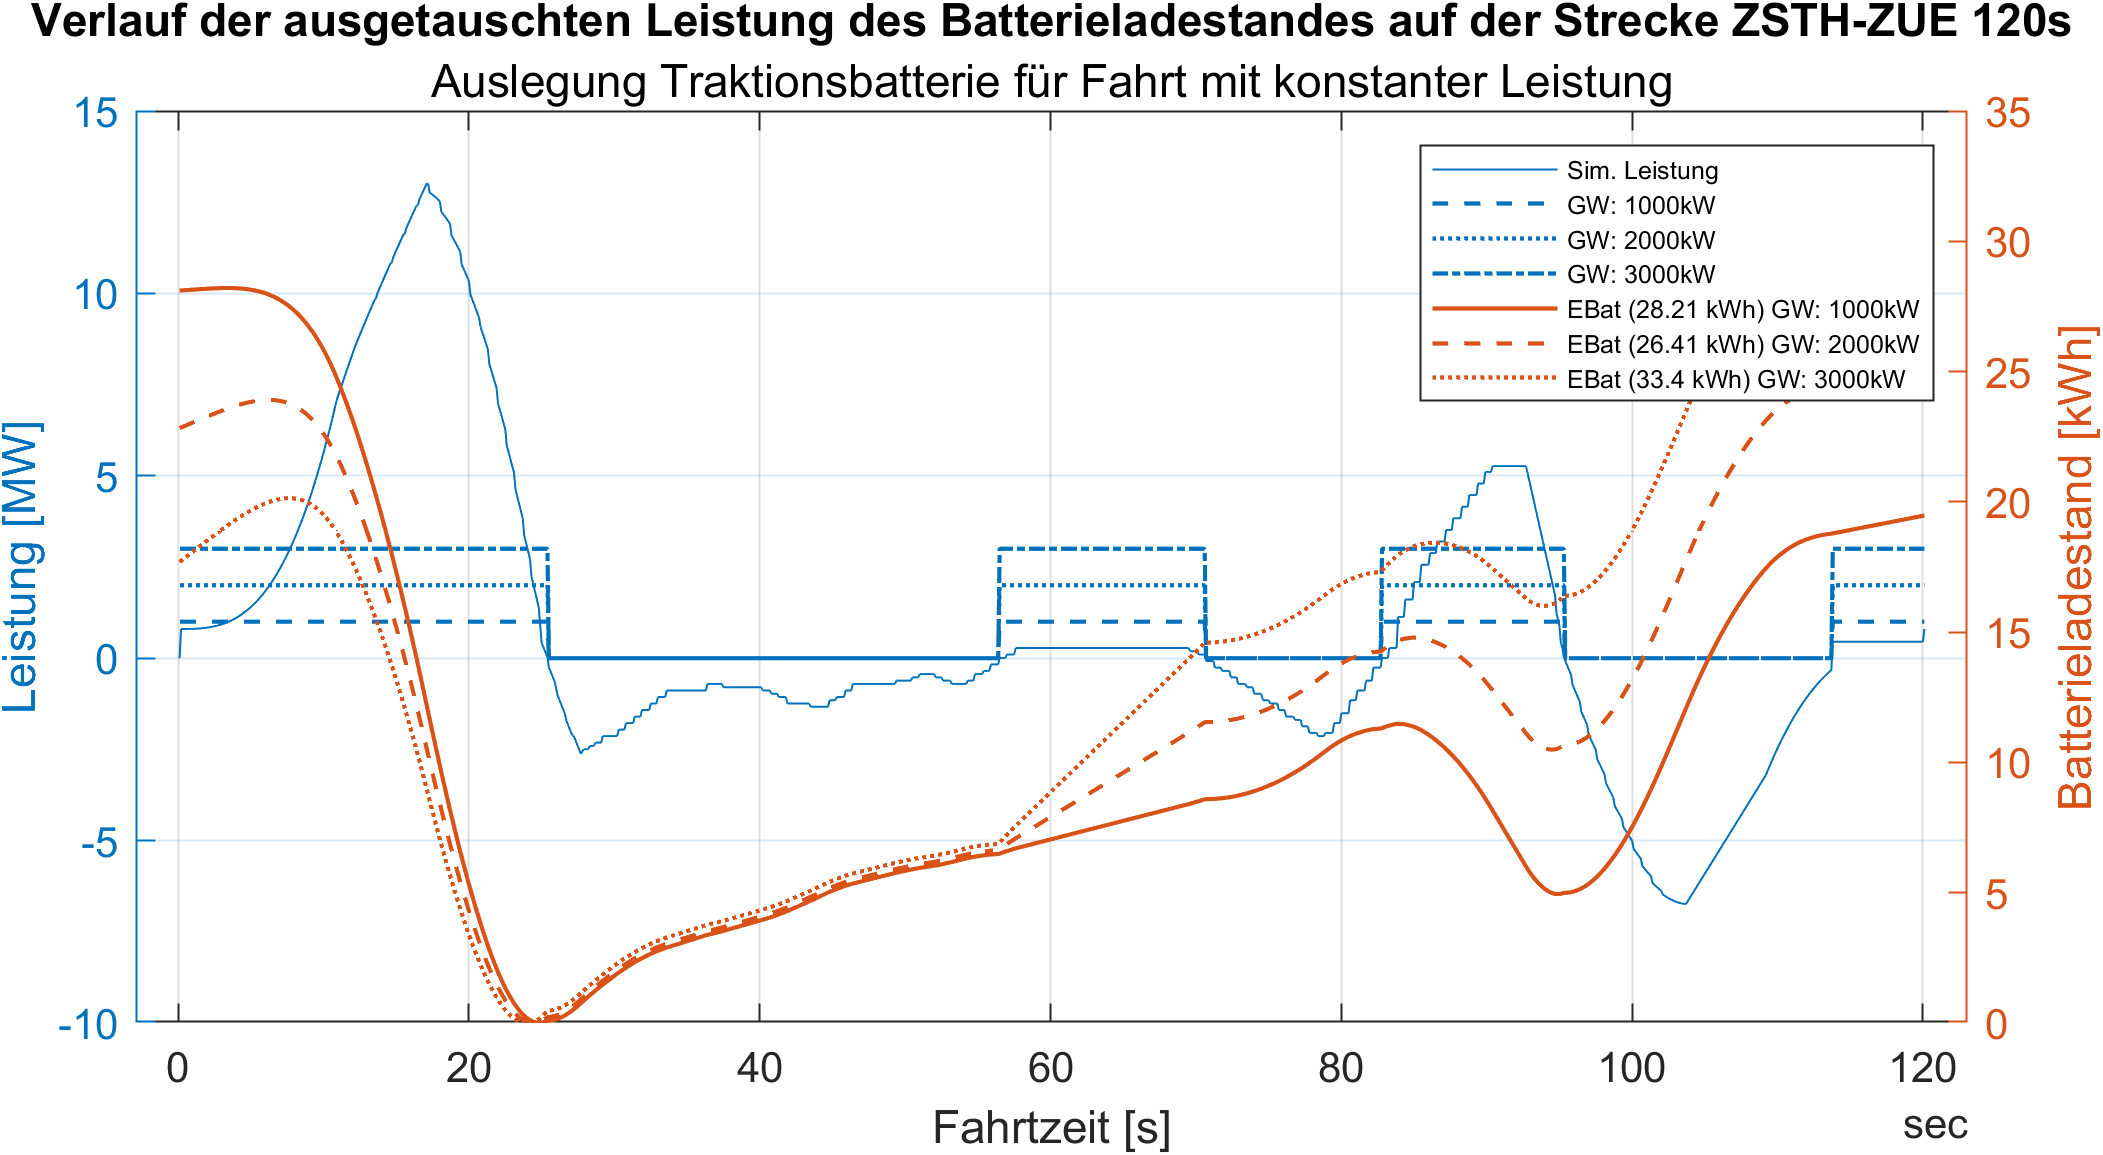 Verlauf der ausgetauschten Leistung des Batterieladestandes auf der Strecke ZSTH-ZUE 120s
Auslegung Traktionsbatterie für Fahrt mit konstanter Leistung
15
10
5
0
-5
-10
Leistung [MW]
35
30
25
20
15
10
5
0
Batterieladestand [kWh]
Sim. Leistung
GW: 1000kW
GW: 2000kW
GW: 3000kW
EBat (28.21 kWh) GW: 1000kW
EBat (26.41 kWh) GW: 2000kW
EBat (33.4 kWh) GW: 3000kW
0 20 40 60 80 100 120
Fahrtzeit [s]
sec